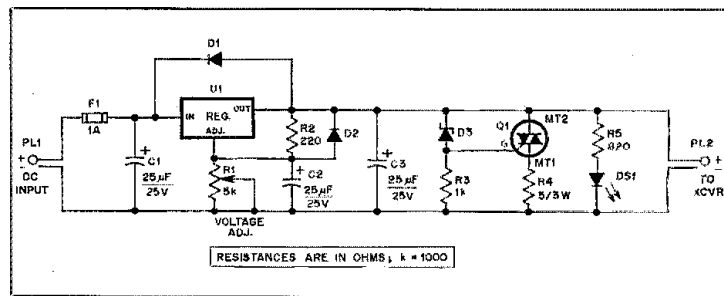 D1
U1
F1
1A
IN
OUT
REG.
ADJ.
R2
220
D2
PL1
+
-
DC
INPUT
+
C1
25µF
25V
R1
5k
VOLTAGE
ADJ.
+
C2
25µF
25V
+
C3
25µF
25V
D3
R3
1k
Q1
G
MT2
MT1
R4
5/3W
R5
820
DS1
PL2
+
-
TO
XCVR
RESISTANCES ARE IN OHMS; k = 1000